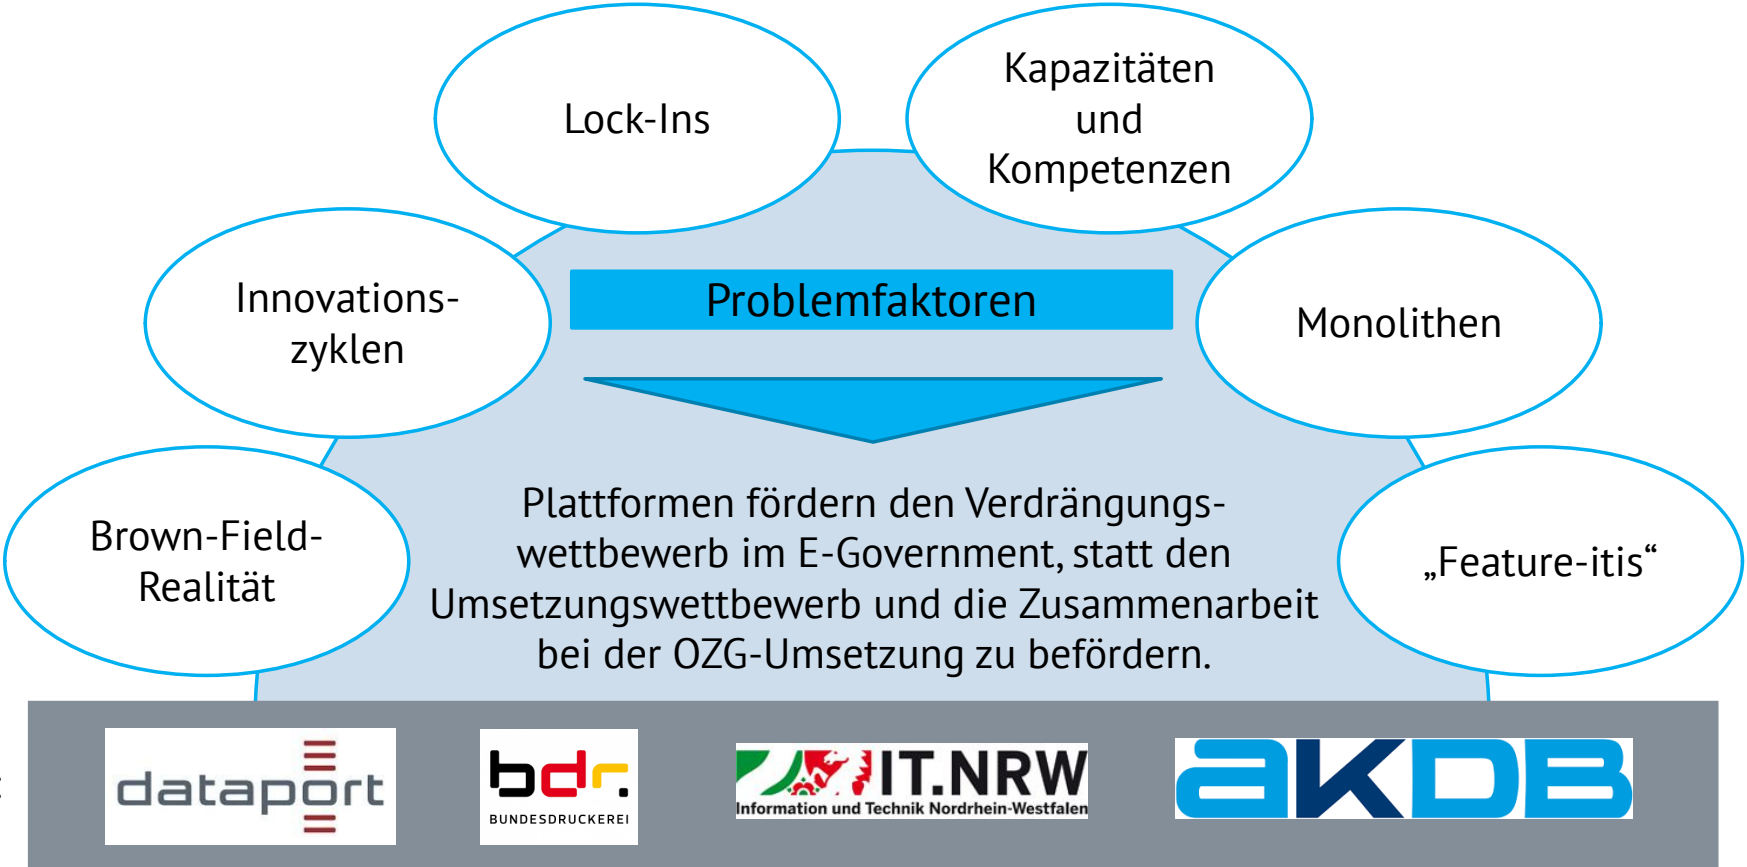 Lock-Ins
Kapazitäten
und
Kompetenzen
Innovations-
zyklen
Problemfaktoren
Monolithen
Brown-Field-
Realität
Plattformen fördern den Verdrängungs-
wettbewerb im E-Government, statt den
Umsetzungswettbewerb und die Zusammenarbeit
bei der OZG-Umsetzung zu befördern.
„Feature-itis“
dataport
bdr.
BUNDESDRUCKEREI
IT.NRW
Information und Technik Nordrhein-Westfalen
aKDB